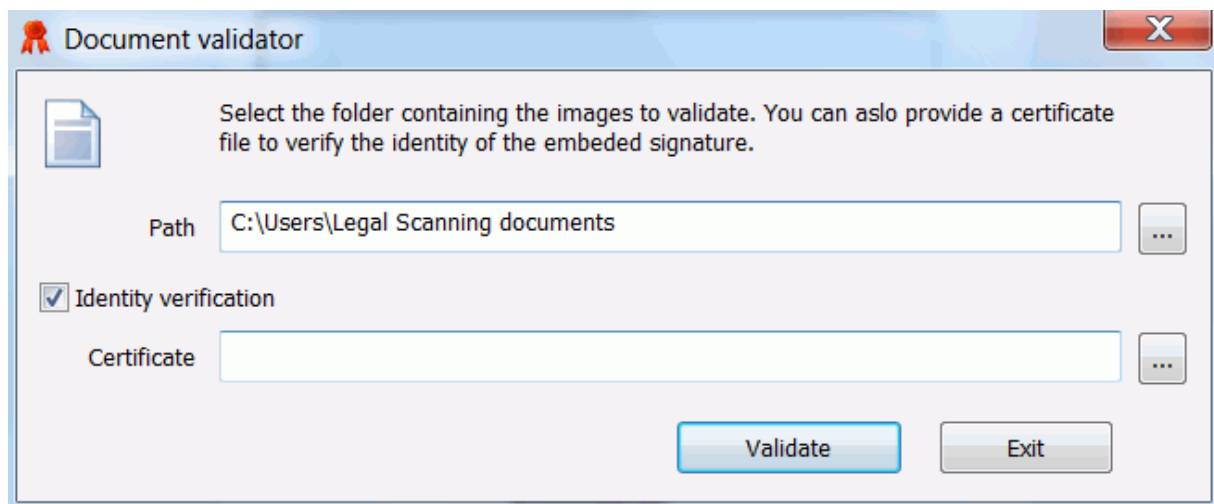 Document validator
Select the folder containing the images to validate. You can aslo provide a certificate
file to verify the identity of the embeded signature.
Path C:\Users\Legal Scanning documents ...
Identity verification
Certificate ...
Validate Exit